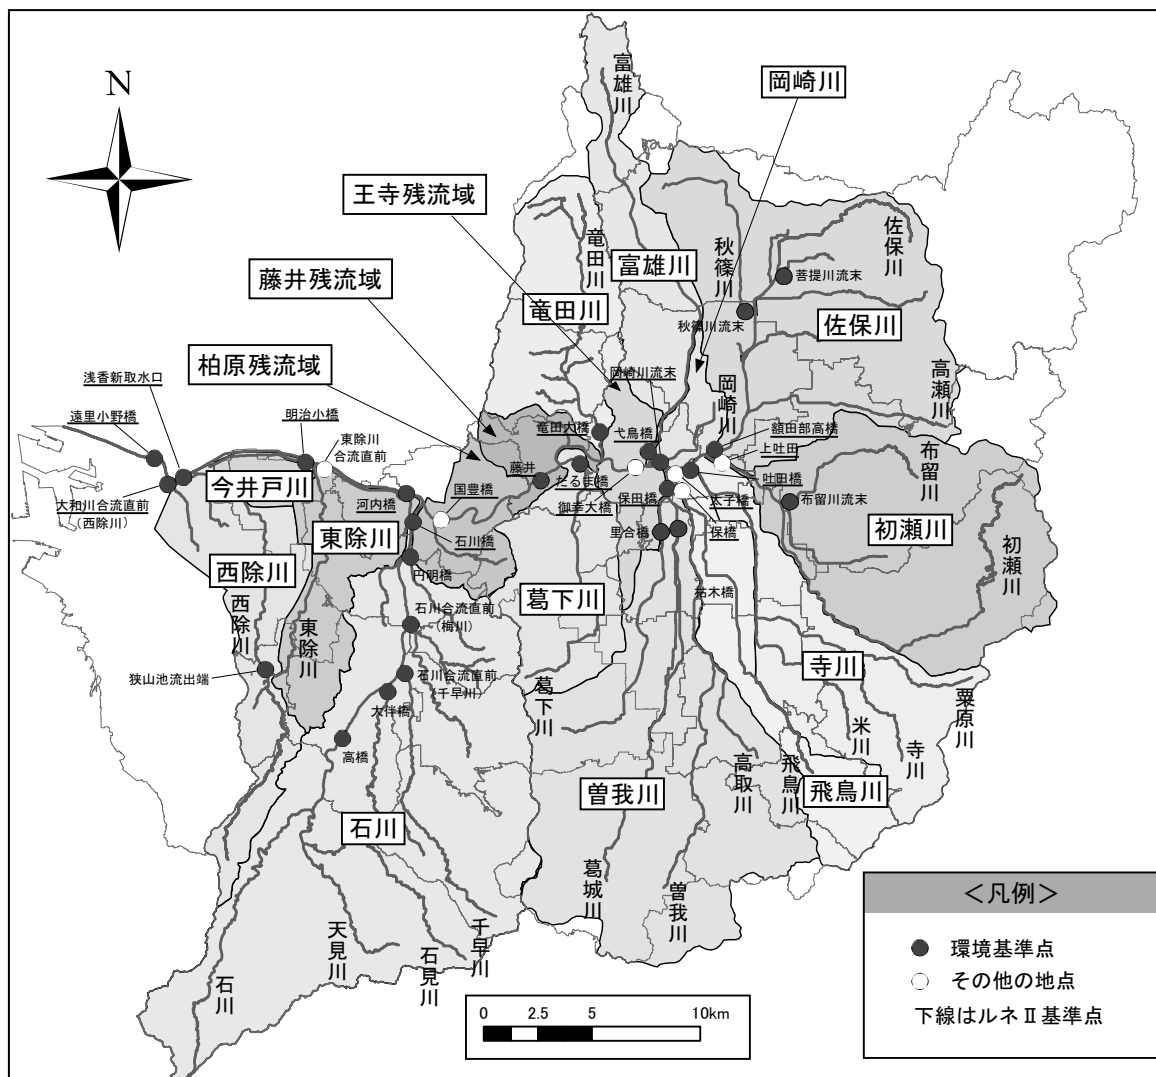 N
富雄川
岡崎川
王寺残流域
佐保川
竜田川
秋篠川
富雄川
藤井残流域
菩提川流末
竜田川
秋篠川流末
佐保川
柏原残流域
浅香新取水口
岡崎川流末
岡崎川
高瀬川
遠里小野橋
明治小橋
東除川
合流直前
竜田大橋
弋鳥橋
額田部高橋
上吐田
布留川
藤井
今井戸川
国豊橋
だるま橋
吐田橋
大和川合流直前
(西除川)
河内橋
御幸大橋
保田橋
太子橋
布留川流末
東除川
石川橋
里合橋
保橋
初瀬川
初瀬川
西除川
円明橋
葛下川
枯木橋
西除川
東除川
石川合流直前
(梅川)
寺川
狭山池流出端
石川合流直前
(千早川)
葛下川
粟原川
大伴橋
米川
高橋
寺川
高取川
飛鳥川
曽我川
飛鳥川
石川
葛城川
曽我川
<凡例>
天見川
千早川
石見川
環境基準点
石川
その他の地点
下線はルネⅡ基準点
0 2.5 5 10km